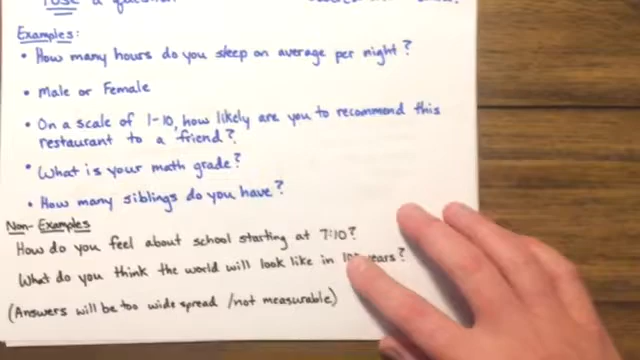 a question
Examples:
• How many hours do you sleep on average per night?
• Male or Female
• On a scale of 1-10, how likely are you to recommend this
restaurant to a friend?
• What is your math grade?
• How many siblings do you have?
Non-Examples
How do you feel about school starting at 7:10?
What do you think the world will look like in years?
(Answers will be too wide spread /not measurable)